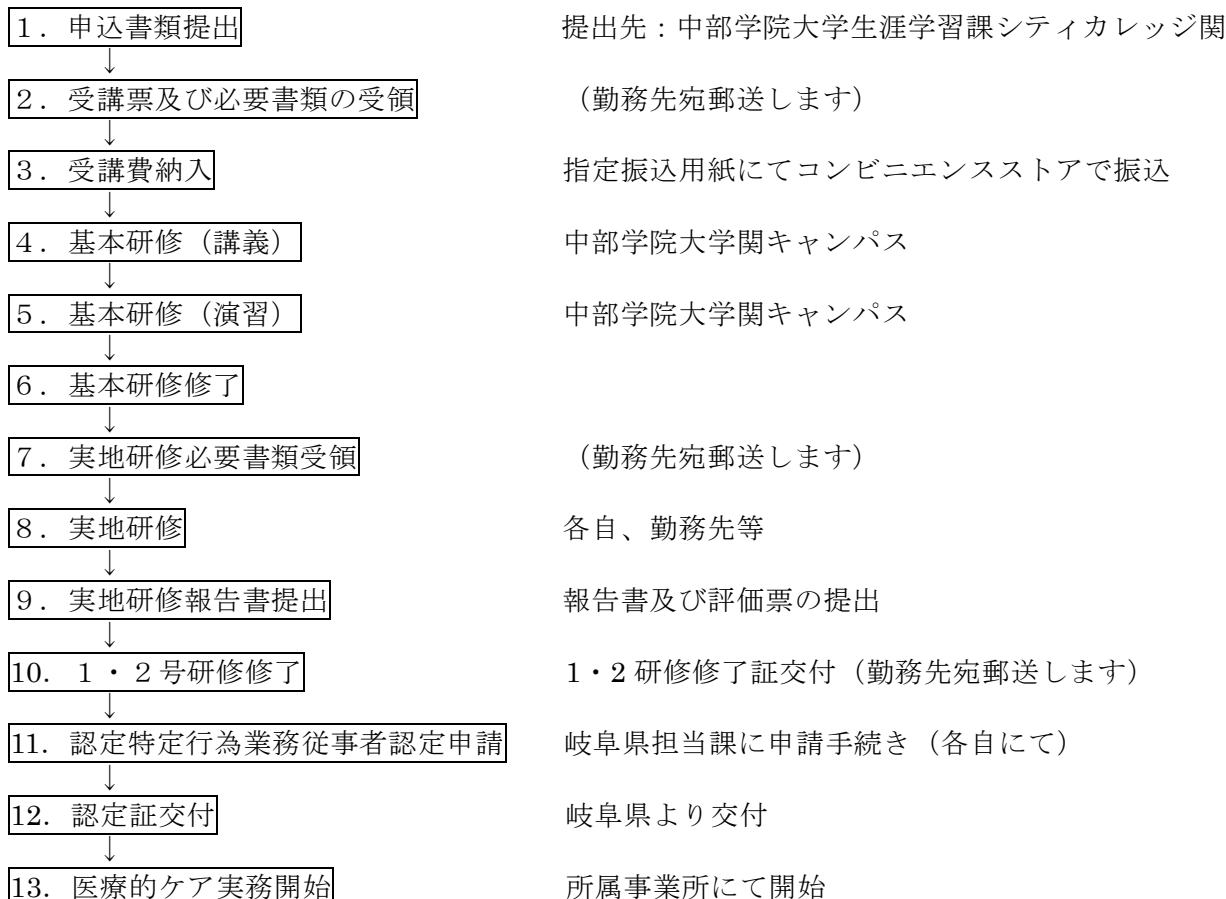 １．申込書類提出 提出先：中部学院大学生涯学習課シティカレッジ関
↓
２．受講票及び必要書類の受領 （勤務先宛郵送します）
↓
３．受講費納入 指定振込用紙にてコンビニエンスストアで振込
↓
４．基本研修（講義） 中部学院大学関キャンパス
↓
５．基本研修（演習） 中部学院大学関キャンパス
↓
６．基本研修修了
↓
７．実地研修必要書類受領 （勤務先宛郵送します）
↓
８．実地研修 各自、勤務先等
↓
９．実地研修報告書提出 報告書及び評価票の提出
↓
10. １・２号研修修了 1・2 研修修了証交付（勤務先宛郵送します）
↓
11. 認定特定行為業務従事者認定申請 岐阜県担当課に申請手続き（各自にて）
↓
12. 認定証交付 岐阜県より交付
↓
13. 医療的ケア実務開始 所属事業所にて開始